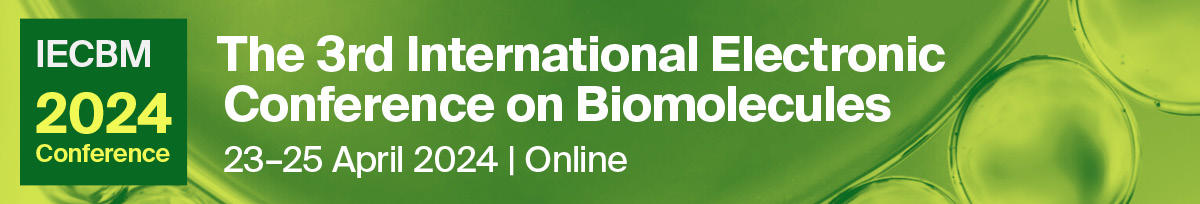 IECBM
2024
Conference
The 3rd International Electronic
Conference on Biomolecules
23–25 April 2024 | Online